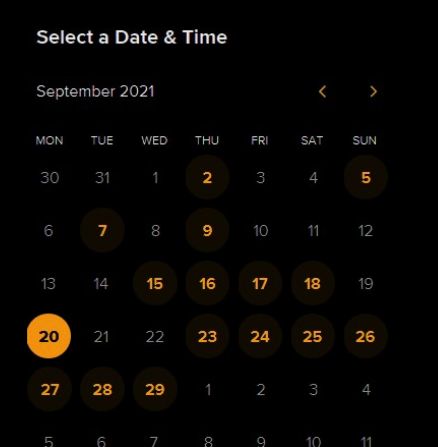 Select a Date & Time
September 2021
MON TUE WED THU FRI SAT SUN
30 31 1 2 3 4 5
6 7 8 9 10 11 12
13 14 15 16 17 18 19
20 21 22 23 24 25 26
27 28 29 1 2 3 4
5 6 7 8 9 10 11